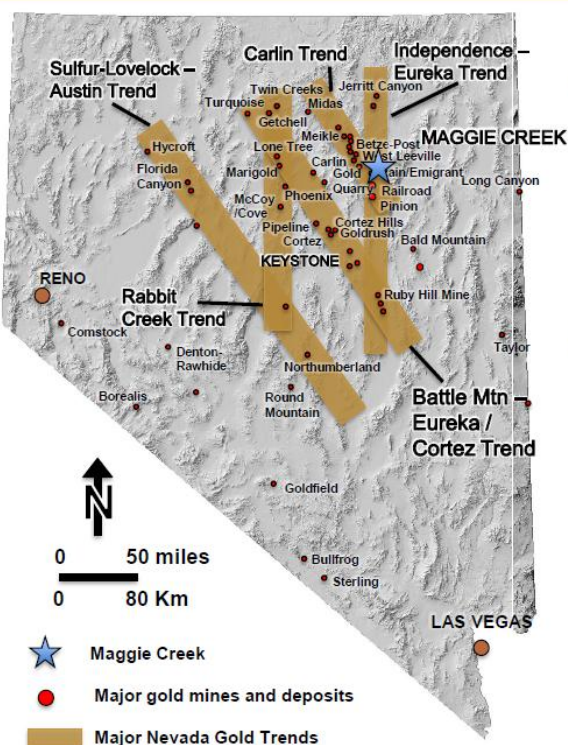 Carlin Trend
Independence –
Eureka Trend
Sulfur-Lovelock –
Austin Trend
Twin Creeks
Jerritt Canyon
Turquoise
Midas
Getchell
Meikle
Betze-Post
MAGGIE CREEK
Hycroft
Lone Tree
Carlin
West Leeville
Florida
Canyon
Marigold
Gold
Quarry
ain/Emigrant
Railroad
Long Canyon
Phoenix
Pinion
McCoy
/Cove
Pipeline
Cortez Hills
Goldrush
Cortez
Bald Mountain
KEYSTONE
RENO
Rabbit
Creek Trend
Ruby Hill Mine
Comstock
Denton-
Rawhide
Northumberland
Taylor
Borealis
Round
Mountain
Battle Mtn –
Eureka /
Cortez Trend
N
Goldfield
0 50 miles
0 80 Km
Bullfrog
Sterling
LAS VEGAS
Maggie Creek
Major gold mines and deposits
Major Nevada Gold Trends